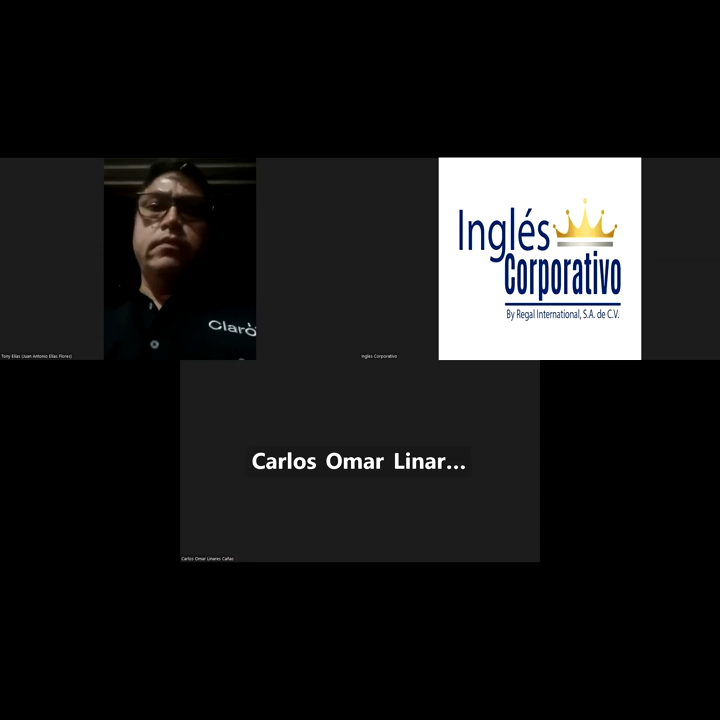 Claro
Tony Elias (Juan Antonio Elias Flores)
Inglés
Corporativo
By Regal International, S.A. de C.V.
Ingles Corporativo
Carlos Omar Linar...
Carlos Omar Linares Cañas